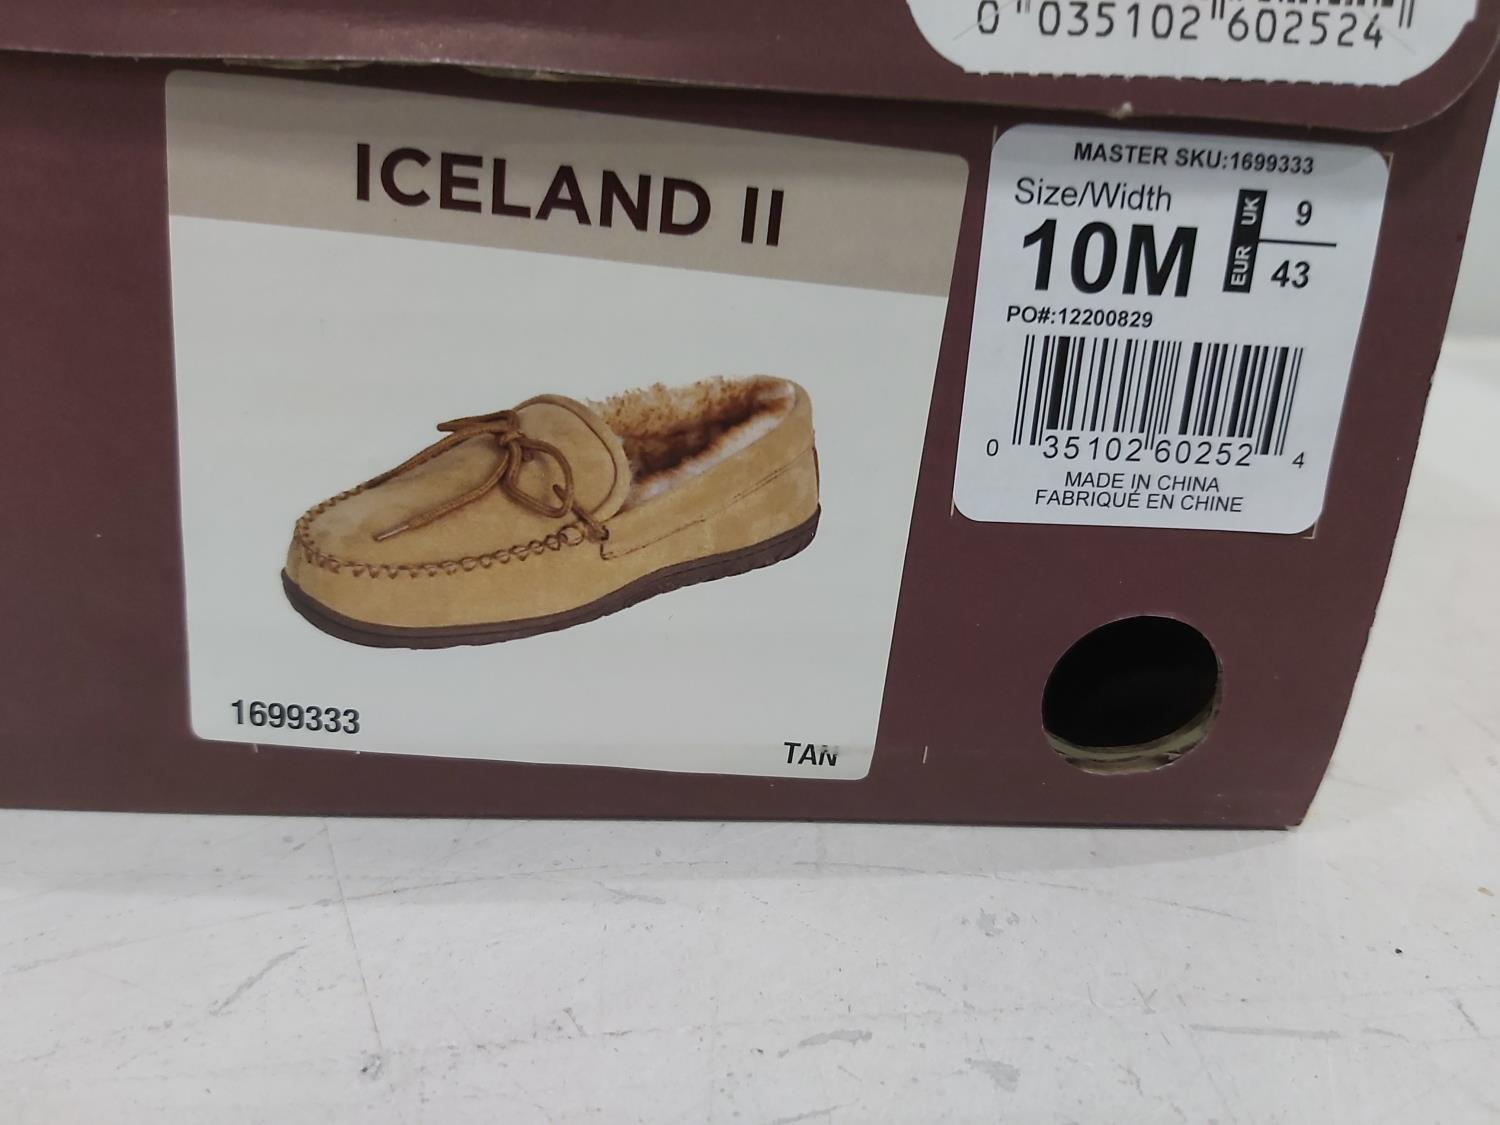 0 035102 602524
ICELAND II
1699333
TAN
MASTER SKU:1699333
Size/Width
10M
UK 9
EUR 43
PO#:12200829
0 35102 60252 4
MADE IN CHINA
FABRIQUÉ EN CHINE